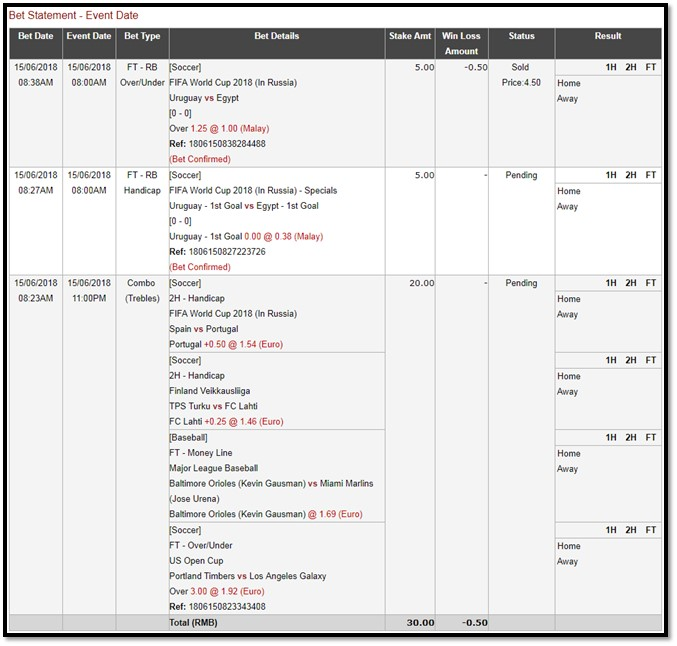 Bet Statement - Event Date
Bet Date Event Date Bet Type Bet Details Stake Amt Win Loss Amount Status Result
15/06/2018 08:38AM 15/06/2018 08:00AM FT - RB Over/Under
[Soccer]
FIFA World Cup 2018 (In Russia)
Uruguay vs Egypt
[0 - 0]
Over 1.25 @ 1.00 (Malay)
Ref: 1806150838284488
(Bet Confirmed)
5.00 -0.50 Sold Price:4.50
1H 2H FT
Home
Away
15/06/2018 08:27AM 15/06/2018 08:00AM FT - RB Handicap
[Soccer]
FIFA World Cup 2018 (In Russia) - Specials
Uruguay - 1st Goal vs Egypt - 1st Goal
[0 - 0]
Uruguay - 1st Goal 0.00 @ 0.38 (Malay)
Ref: 1806150827223726
(Bet Confirmed)
5.00 - Pending
1H 2H FT
Home
Away
15/06/2018 08:23AM 15/06/2018 11:00PM Combo (Trebles)
[Soccer]
2H - Handicap
FIFA World Cup 2018 (In Russia)
Spain vs Portugal
Portugal +0.50 @ 1.54 (Euro)
20.00 - Pending
1H 2H FT
Home
Away
[Soccer]
2H - Handicap
Finland Veikkausliiga
TPS Turku vs FC Lahti
FC Lahti +0.25 @ 1.46 (Euro)
1H 2H FT
Home
Away
[Baseball]
FT - Money Line
Major League Baseball
Baltimore Orioles (Kevin Gausman) vs Miami Marlins
(Jose Urena)
Baltimore Orioles (Kevin Gausman) @ 1.69 (Euro)
1H 2H FT
Home
Away
[Soccer]
FT - Over/Under
US Open Cup
Portland Timbers vs Los Angeles Galaxy
Over 3.00 @ 1.92 (Euro)
Ref: 1806150823343408
1H 2H FT
Home
Away
Total (RMB) 30.00 -0.50